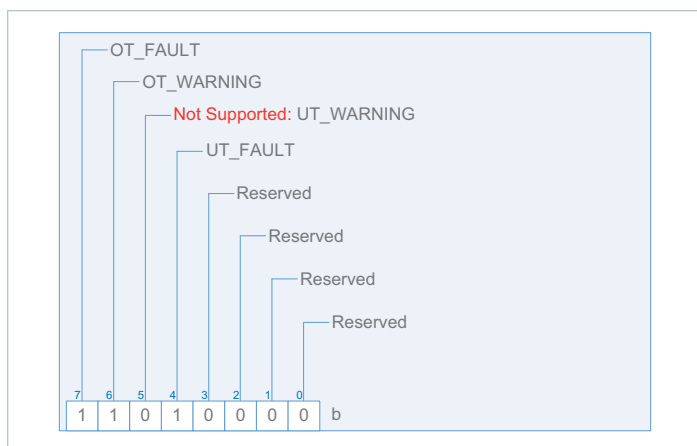 OT_FAULT
OT_WARNING
Not Supported: UT_WARNING
UT_FAULT
Reserved
Reserved
Reserved
Reserved
7 6 5 4 3 2 1 0
1 1 0 1 0 0 0 0 b